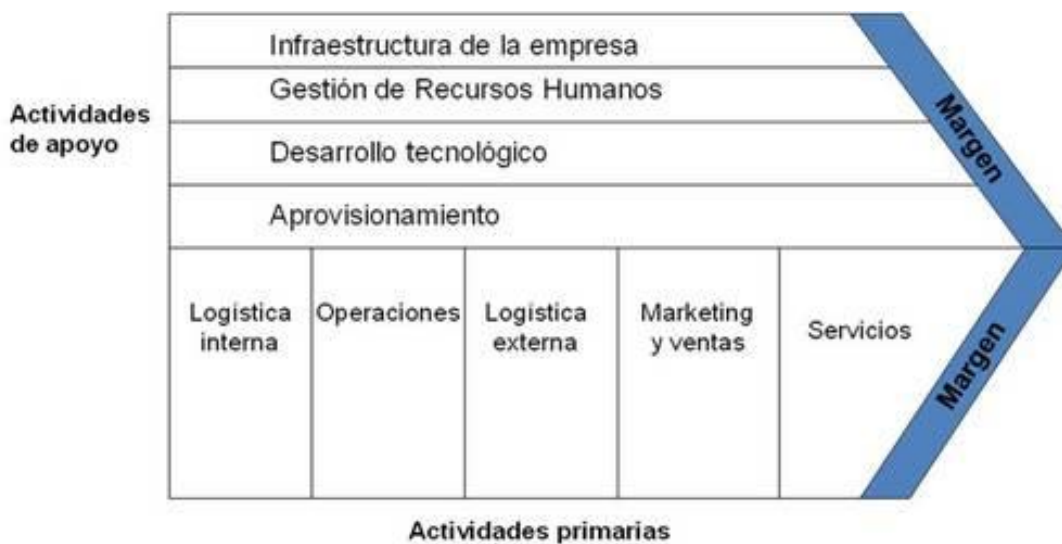 Infraestructura de la empresa
Gestión de Recursos Humanos
Actividades
de apoyo
Desarrollo tecnológico
Aprovisionamiento
Margen
Logística
interna
Operaciones
Logística
externa
Marketing
y ventas
Servicios
Margen
Actividades primarias